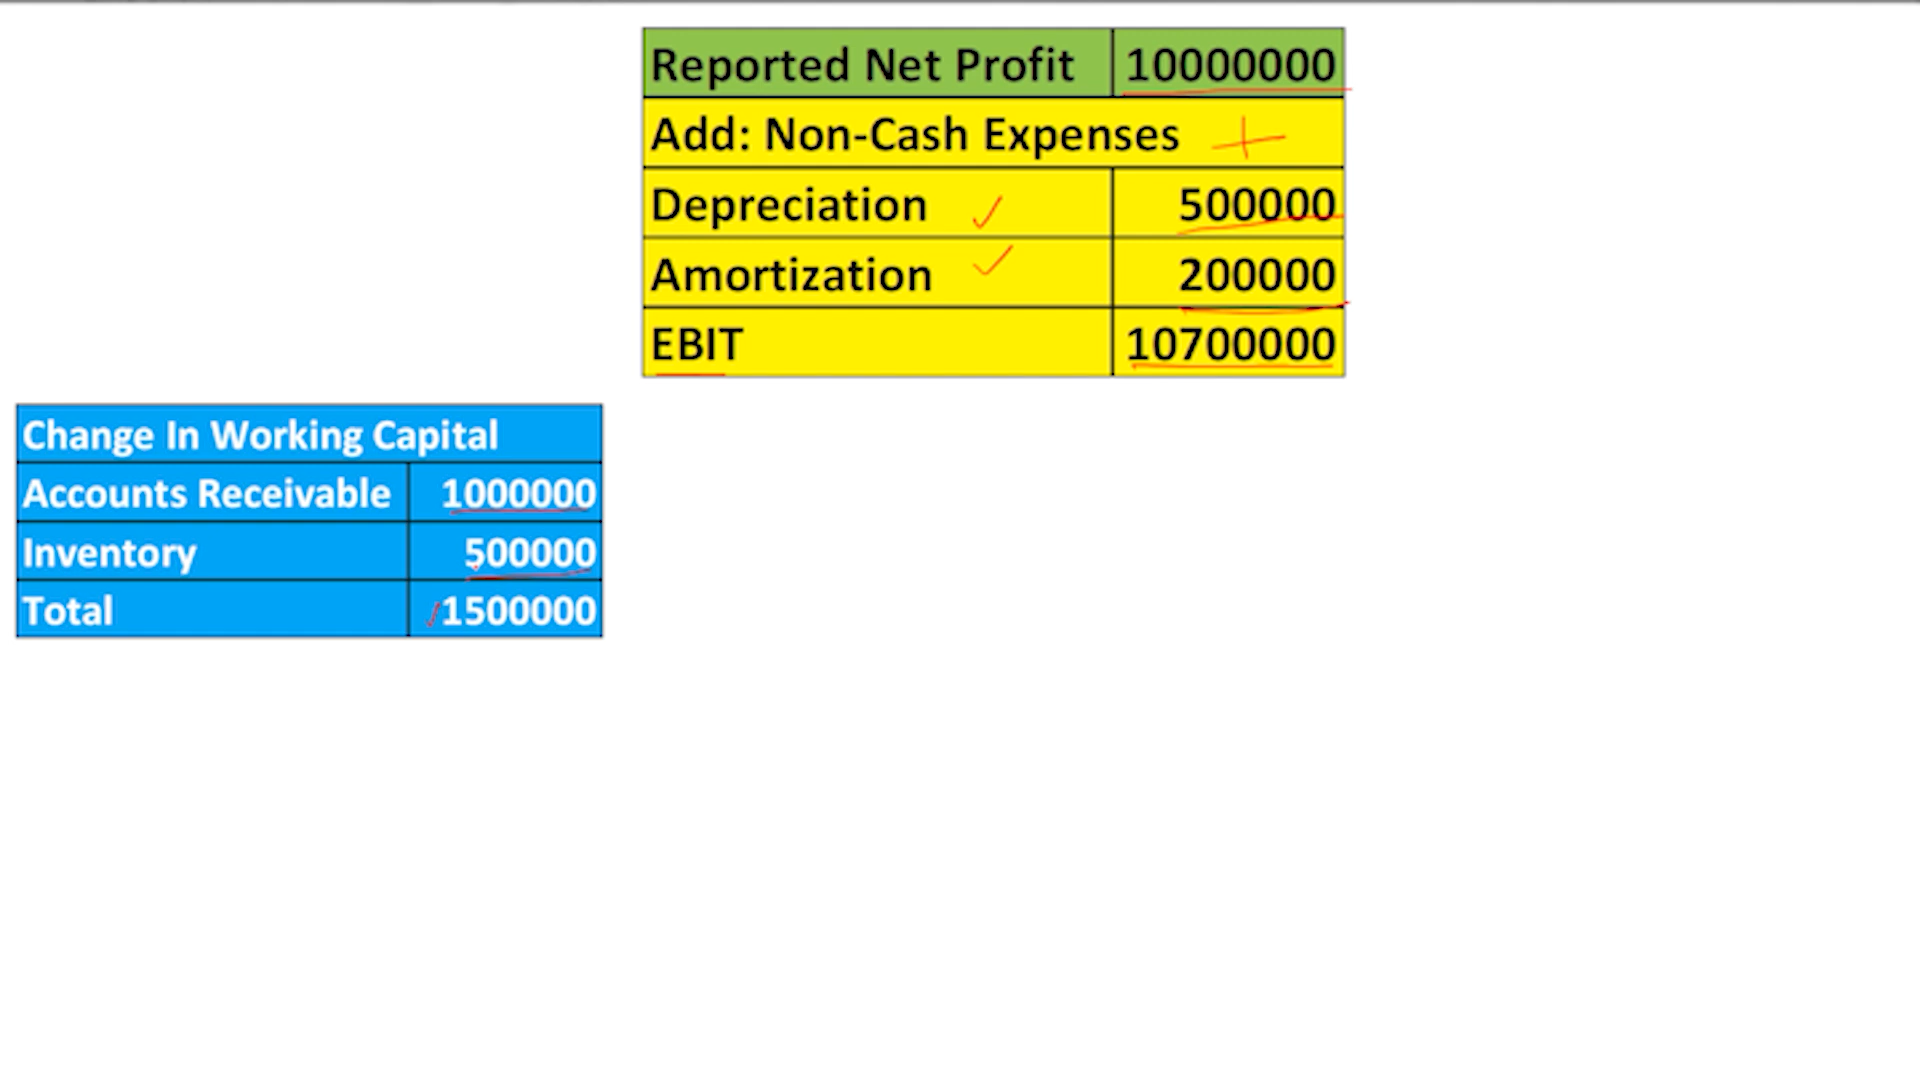 Reported Net Profit 10000000
Add: Non-Cash Expenses
Depreciation 500000
Amortization 200000
EBIT 10700000
Change In Working Capital
Accounts Receivable 1000000
Inventory 500000
Total 1500000